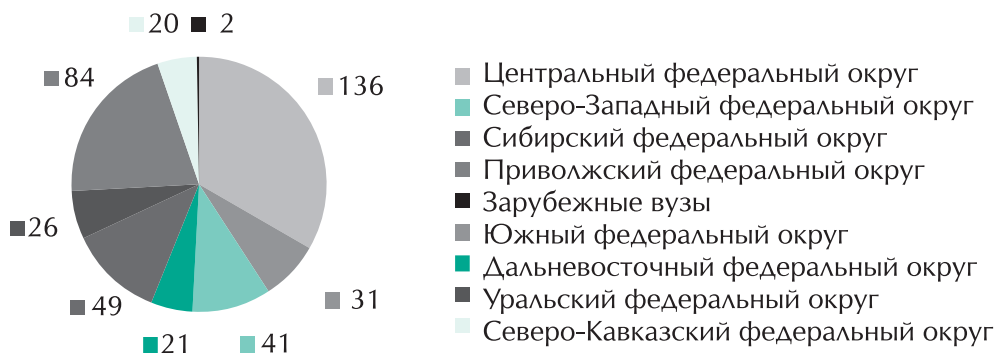 20 2
84
136
26
49
31
21 41
Центральный федеральный округ
Северо-Западный федеральный округ
Сибирский федеральный округ
Приволжский федеральный округ
Зарубежные вузы
Южный федеральный округ
Дальневосточный федеральный округ
Уральский федеральный округ
Северо-Кавказский федеральный округ